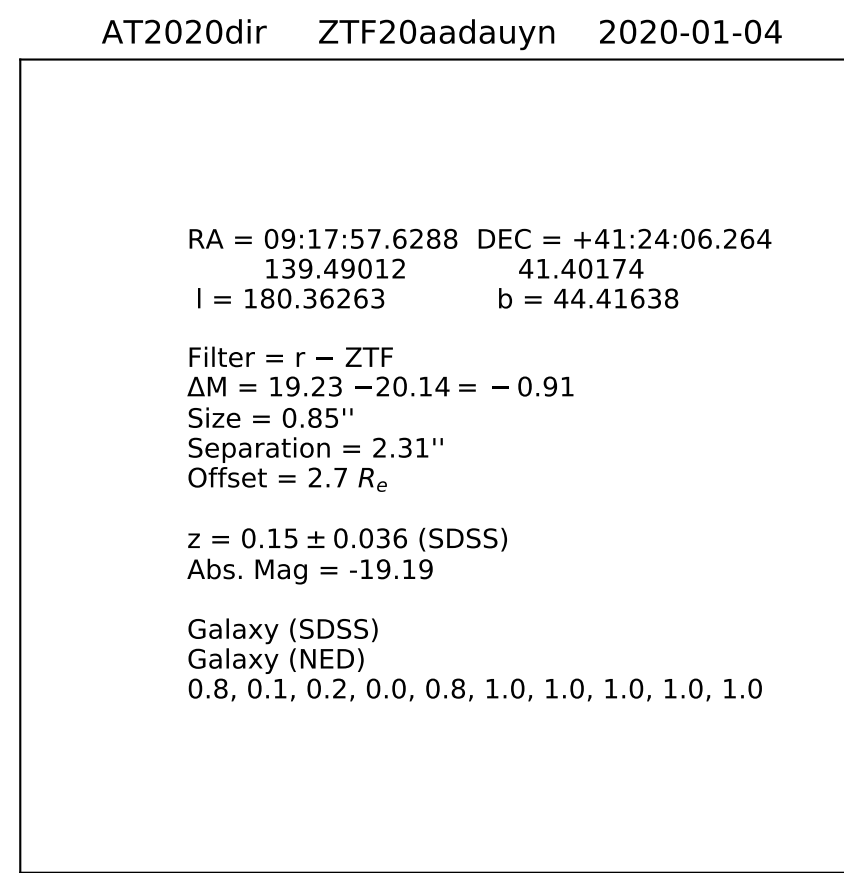 AT2020dir ZTF20aadauyn 2020-01-04
RA = 09:17:57.6288 DEC = +41:24:06.264
139.49012 41.40174
l = 180.36263 b = 44.41638
Filter = r − ZTF
ΔM = 19.23 −20.14 = − 0.91
Size = 0.85''
Separation = 2.31''
Offset = 2.7 Rₑ
z = 0.15 ± 0.036 (SDSS)
Abs. Mag = -19.19
Galaxy (SDSS)
Galaxy (NED)
0.8, 0.1, 0.2, 0.0, 0.8, 1.0, 1.0, 1.0, 1.0, 1.0